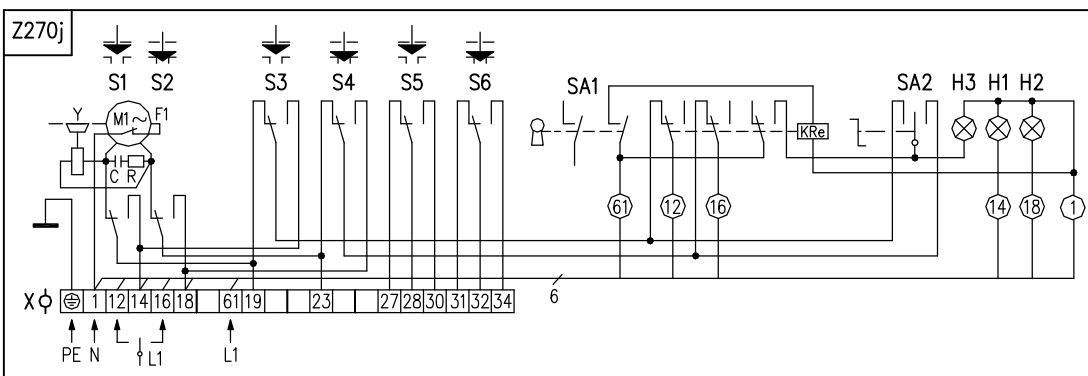 Z270j
S1 S2 S3 S4 S5 S6 SA1 SA2 H3 H1 H2
Y M1~ F1 KRe
C R
61 12 16 14 18 1
6
X 1 12 14 16 18 61 19 23 27 28 30 31 32 34
PE N L1 L1